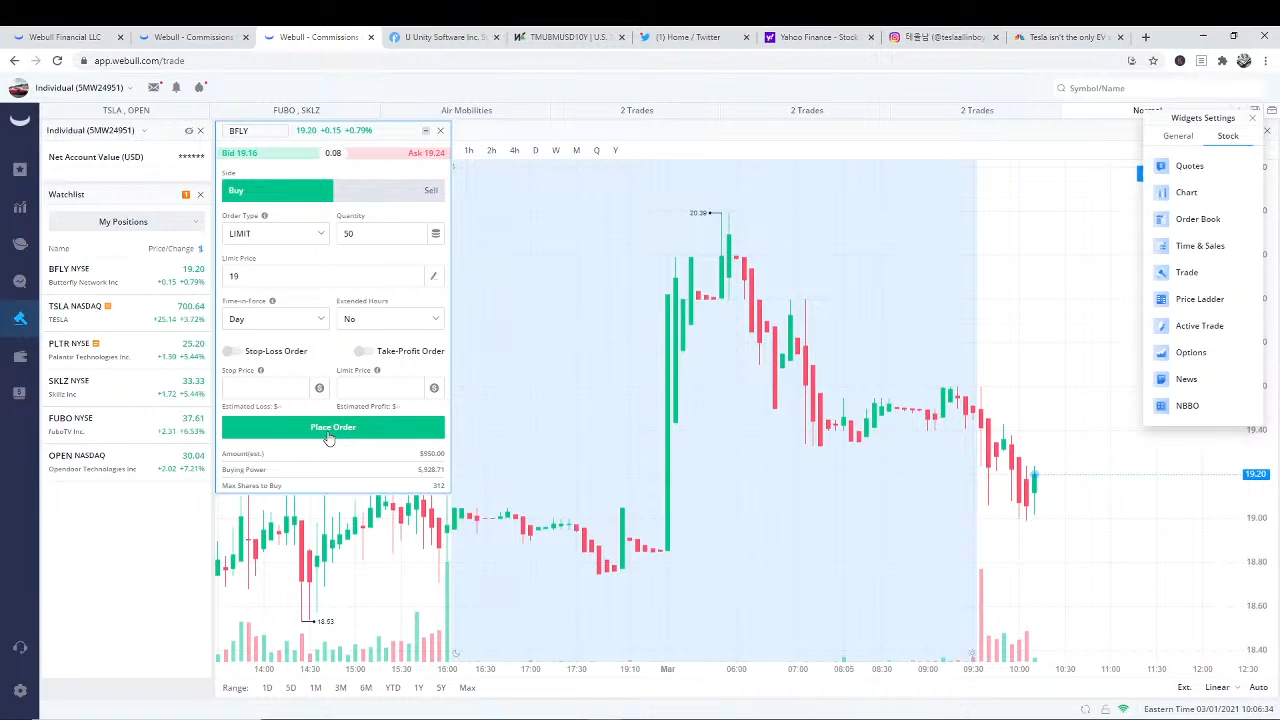 Webull Financial LLC
Webull - Commissions
Webull - Commissions
U Unity Software Inc. St
TMUBMUSD10Y | U.S.
(1) Home / Twitter
Yahoo Finance - Stock
태울남 (@teslaallinboy
Tesla isn't the only EV s
app.webull.com/trade
Individual (5MW24951)
Symbol/Name
TSLA , OPEN
FUBO , SKLZ
Air Mobilities
2 Trades
2 Trades
2 Trades
Widgets Settings
General
Stock
Quotes
Chart
Order Book
Time & Sales
Trade
Price Ladder
Active Trade
Options
News
NBBO
Individual (5MW24951)
Net Account Value (USD)
******
Watchlist
1
My Positions
Name
Price/Change
BFLY NYSE
19.20
Butterfly Network Inc
+0.15 +0.79%
TSLA NASDAQ
700.64
TESLA
+25.14 +3.72%
PLTR NYSE
25.20
Palantir Technologies Inc.
+1.30 +5.44%
SKLZ NYSE
33.33
Skillz Inc
+1.72 +5.44%
FUBO NYSE
37.61
fuboTV Inc.
+2.31 +6.53%
OPEN NASDAQ
30.04
Opendoor Technologies Inc
+2.02 +7.21%
BFLY
19.20 +0.15 +0.79%
Bid 19.16
0.08
Ask 19.24
Side
Buy
Sell
Order Type
Quantity
LIMIT
50
Limit Price
19
Time-in-Force
Extended Hours
Day
No
Stop-Loss Order
Take-Profit Order
Stop Price
Limit Price
Estimated Loss: $--
Estimated Profit: $--
Place Order
Amount(est.)
$950.00
Buying Power
5,928.71
Max Shares to Buy
312
1h
2h
4h
D
W
M
Q
Y
20.39
18.53
19.40
19.20
19.00
18.80
18.60
18.40
14:00
14:30
15:00
15:30
16:00
16:30
17:00
17:30
19:10
Mar
06:00
07:00
08:05
08:30
09:30
10:00
10:30
11:00
11:30
12:00
12:30
Range:
1D
5D
1M
3M
6M
YTD
1Y
5Y
Max
Ext.
Linear
Auto
Eastern Time 03/01/2021 10:06:34